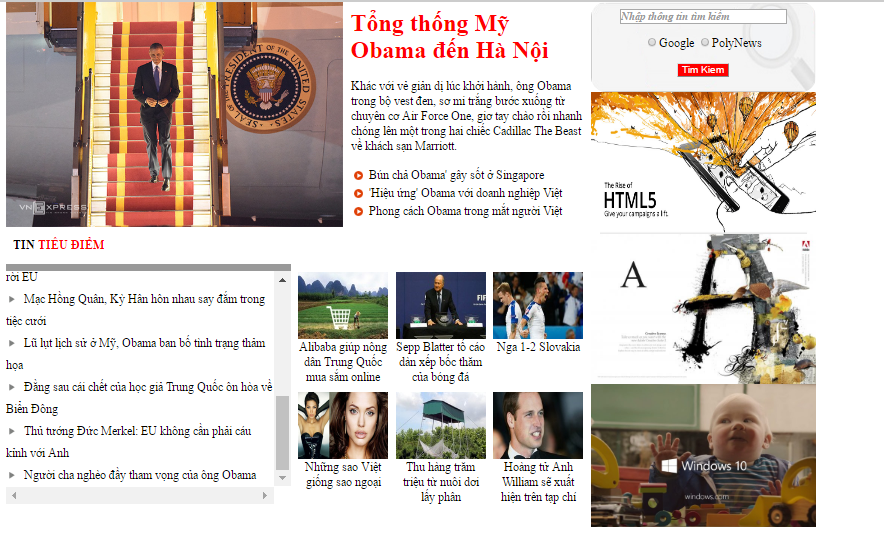 Tổng thống Mỹ
Obama đến Hà Nội
Khác với vẻ giản dị lúc khởi hành, ông Obama
trong bộ vest đen, sơ mi trắng bước xuống từ
chuyên cơ Air Force One, giơ tay chào rồi nhanh
chóng lên một trong hai chiếc Cadillac The Beast
về khách sạn Marriott.
Bún chả Obama' gây sốt ở Singapore
'Hiệu ứng' Obama với doanh nghiệp Việt
Phong cách Obama trong mắt người Việt
VNEXPRESS
Nhập thông tin tìm kiếm
Google PolyNews
Tim Kiem
The Rise of
HTML5
Give your campaigns a lift.
A
Windows 10
windows.com
TIN TIÊU ĐIỂM
rời EU
Mạc Hồng Quân, Kỳ Hân hôn nhau say đắm trong
tiệc cưới
Lũ lụt lịch sử ở Mỹ, Obama ban bố tình trạng thảm
họa
Đằng sau cái chết của học giả Trung Quốc ôn hòa về
Biển Đông
Thủ tướng Đức Merkel: EU không cần phải cáu
kỉnh với Anh
Người cha nghèo đầy tham vọng của ông Obama
FIFA
Alibaba giúp nông
dân Trung Quốc
mua sắm online
Sepp Blatter tố cáo
dàn xếp bốc thăm
của bóng đá
Nga 1-2 Slovakia
Những sao Việt
giống sao ngoại
Thu hàng trăm
triệu từ nuôi dơi
lấy phân
Hoàng tử Anh
William sẽ xuất
hiện trên tạp chí